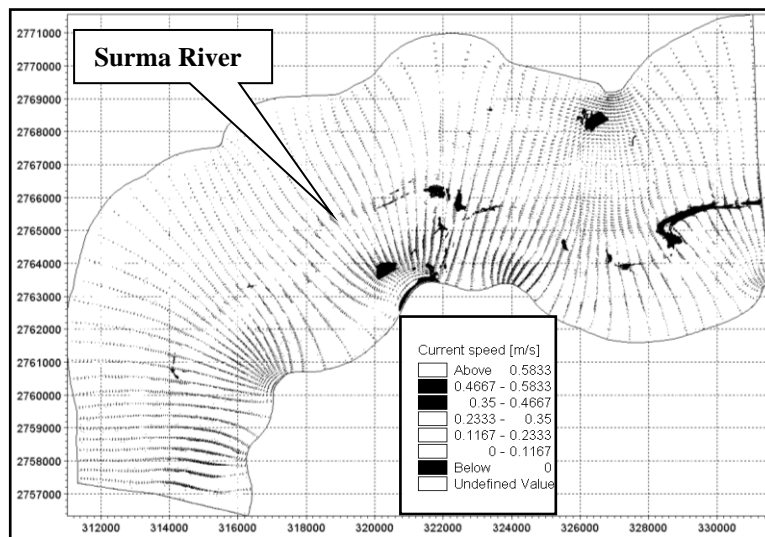 2771000
Surma River
2770000
2769000
2768000
2767000
2766000
2765000
2764000
2763000
2762000
2761000
2760000
2759000
2758000
2757000
Current speed [m/s]
Above 0.5833
0.4667 - 0.5833
0.35 - 0.4667
0.2333 - 0.35
0.1167 - 0.2333
0 - 0.1167
Below 0
Undefined Value
312000 314000 316000 318000 320000 322000 324000 326000 328000 330000